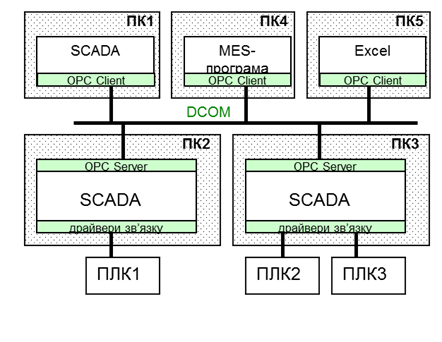 ПК1
ПК4
ПК5
SCADA
MES-
програма
Excel
OPC Client
OPC Client
OPC Client
DCOM
ПК2
ПК3
OPC Server
OPC Server
SCADA
SCADA
драйвери зв’язку
драйвери зв’язку
ПЛК1
ПЛК2
ПЛК3